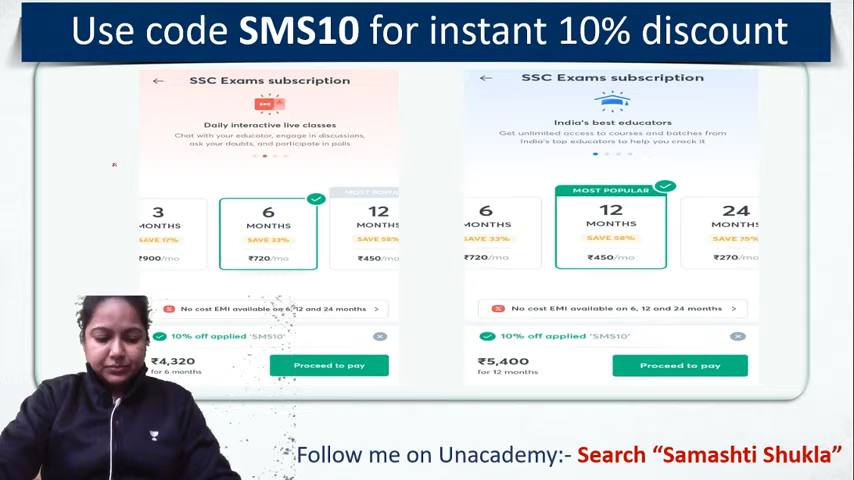 Use code SMS10 for instant 10% discount
SSC Exams subscription
Daily interactive live classes
Chat with your educator, engage in discussions,
ask your doubts, and participate in polls
3
MONTHS
SAVE 17%
₹900/mo
6
MONTHS
SAVE 33%
₹720/mo
MOST POPULAR
12
MONTHS
SAVE 58%
₹450/mo
No cost EMI available on 6, 12 and 24 months
10% off applied 'SMS10'
₹4,320
for 6 months
Proceed to pay
SSC Exams subscription
India's best educators
Get unlimited access to courses and batches from
India's top educators to help you crack it
6
MONTHS
SAVE 33%
₹720/mo
MOST POPULAR
12
MONTHS
SAVE 58%
₹450/mo
24
MONTHS
SAVE 75%
₹270/mo
No cost EMI available on 6, 12 and 24 months
10% off applied 'SMS10'
₹5,400
for 12 months
Proceed to pay
Follow me on Unacademy:- Search “Samashti Shukla”